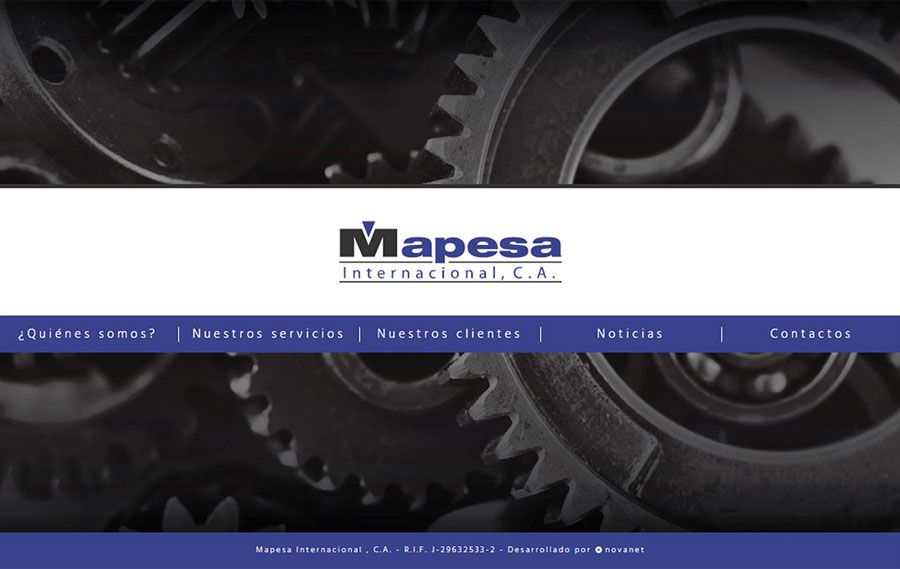 Mapesa
Internacional, C.A.
¿Quiénes somos? | Nuestros servicios | Nuestros clientes | Noticias | Contactos
Mapesa Internacional , C.A. - R.I.F. J-29632533-2 - Desarrollado por novanet